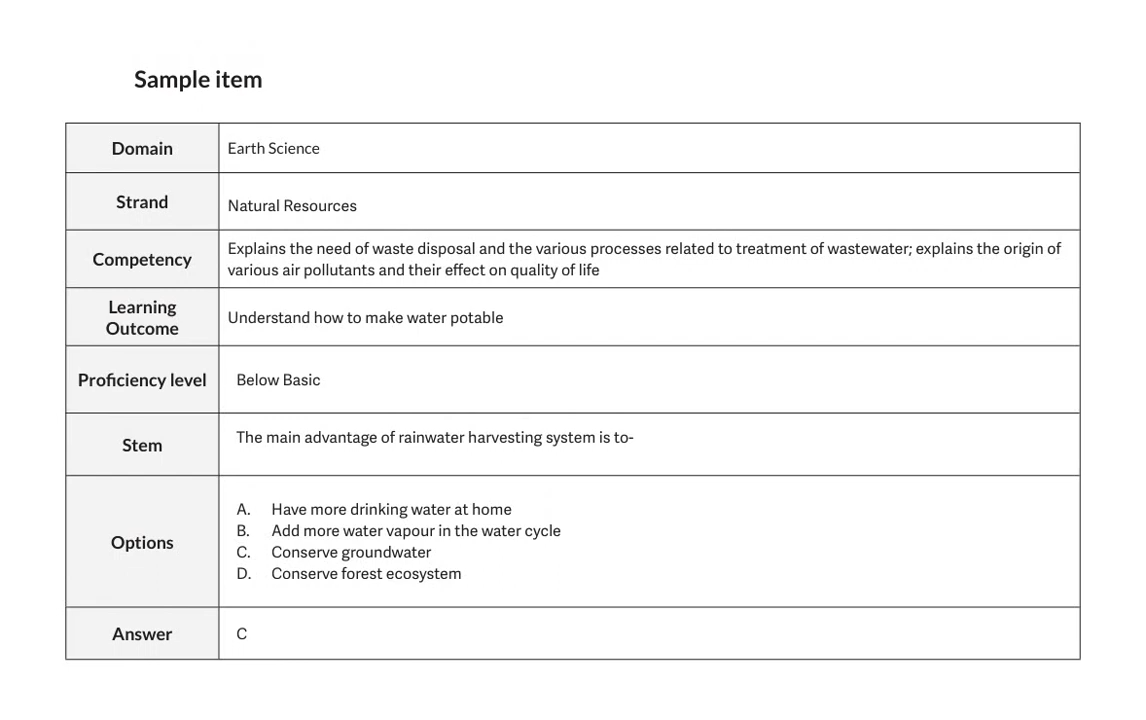 Sample item
Domain
Earth Science
Strand
Natural Resources
Competency
Explains the need of waste disposal and the various processes related to treatment of wastewater; explains the origin of
various air pollutants and their effect on quality of life
Learning
Outcome
Understand how to make water potable
Proficiency level
Below Basic
Stem
The main advantage of rainwater harvesting system is to-
Options
A. Have more drinking water at home
B. Add more water vapour in the water cycle
C. Conserve groundwater
D. Conserve forest ecosystem
Answer
C